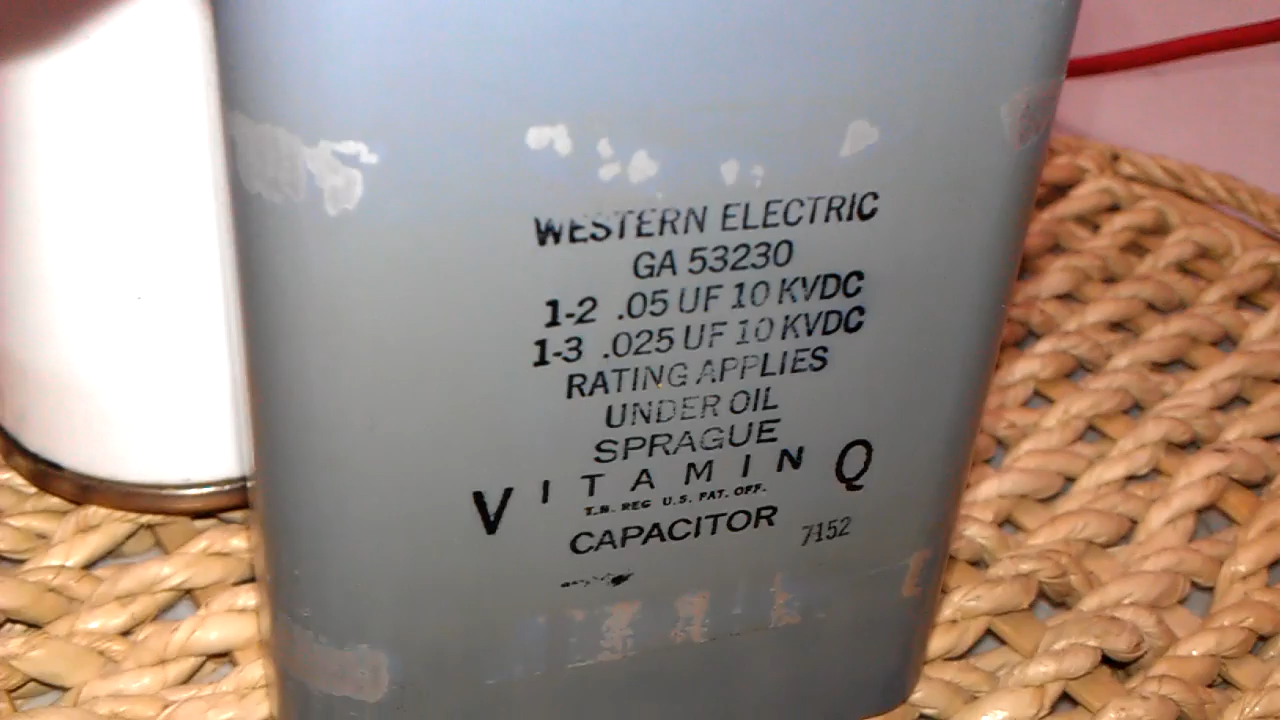 WESTERN ELECTRIC
GA 53230
1-2 .05 UF 10 KVDC
1-3 .025 UF 10 KVDC
RATING APPLIES
UNDER OIL
SPRAGUE
VITAMIN Q
T.M. REG U.S. PAT. OFF.
CAPACITOR 7152